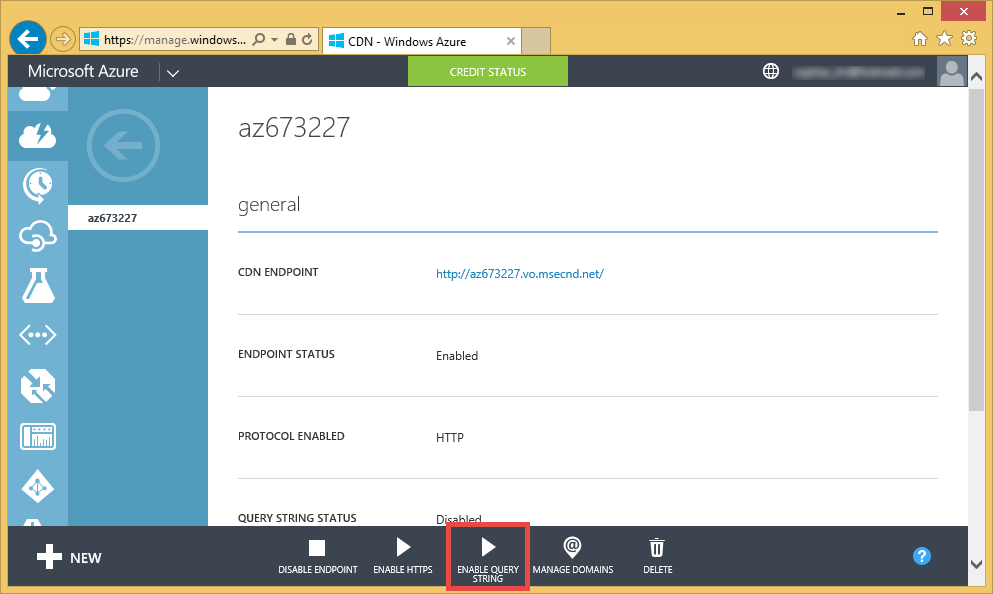 https://manage.windows...
CDN - Windows Azure
Microsoft Azure
CREDIT STATUS
az673227
az673227
general
CDN ENDPOINT
http://az673227.vo.msecnd.net/
ENDPOINT STATUS
Enabled
PROTOCOL ENABLED
HTTP
QUERY STRING STATUS
Disabled
NEW
DISABLE ENDPOINT
ENABLE HTTPS
ENABLE QUERY
STRING
MANAGE DOMAINS
DELETE
?